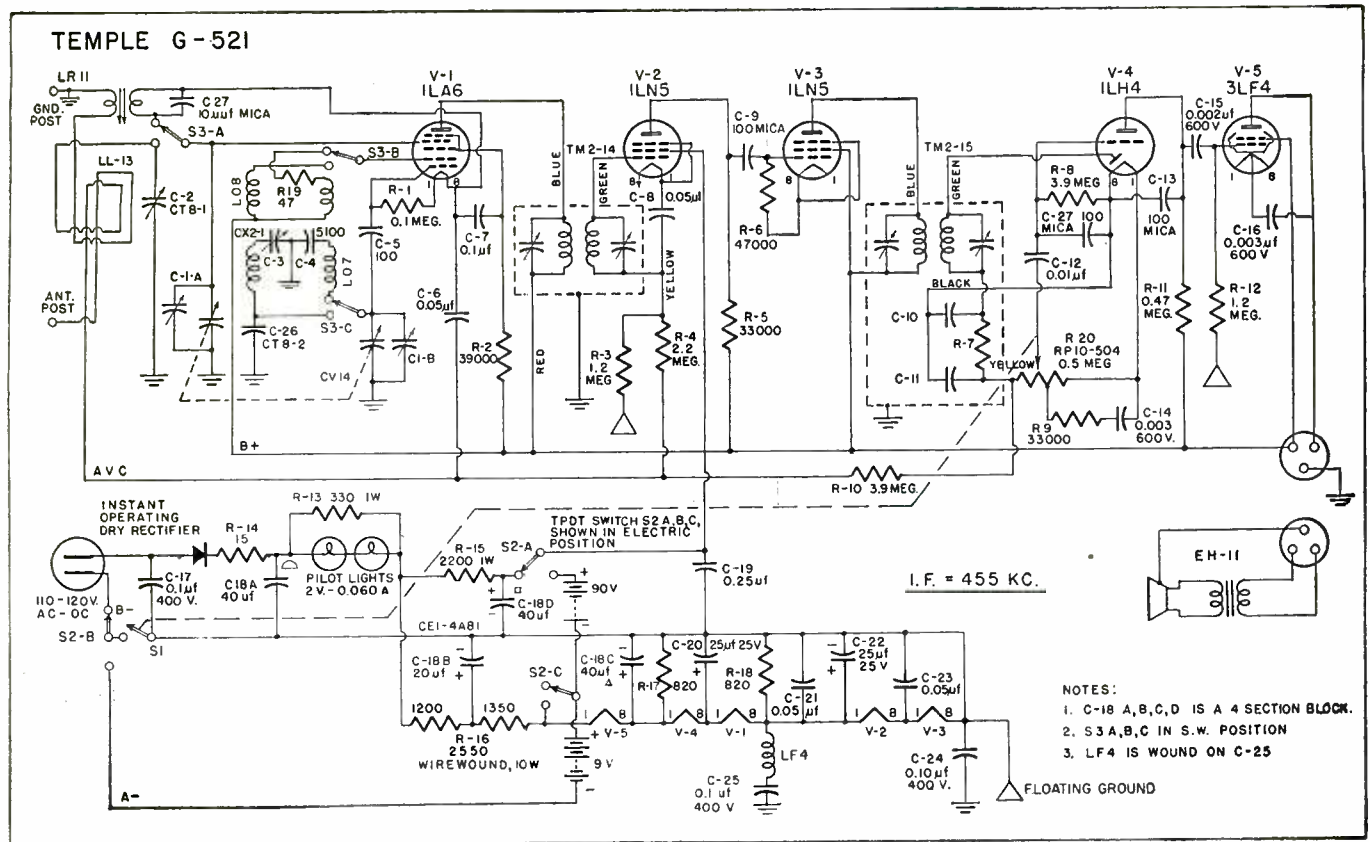 TEMPLE G-521
LR11
GND
POST
C27
10µµf MICA
S3-A
LL-13
C-2
CT8-1
S3-B
L08
R19
47
CX2-1
5100
C-3
C-4
L07
C-1-A
ANT.
POST
C-26
CT8-2
S3-C
CV14
C1-B
V-1
1LA6
R-1
0.1 MEG.
C-5
100
C-7
0.1µf
C-6
0.05µf
R-2
39000
BLUE
TM2-14
GREEN
RED
YELLOW
V-2
1LN5
C-8
0.05µf
R-3
1.2
MEG
R-4
2.2
MEG.
R-5
33000
C-9
100MICA
R-6
47000
V-3
1LN5
BLUE
TM2-15
GREEN
BLACK
C-10
R-7
C-11
YELLOW
V-4
1LH4
R-8
3.9 MEG
C-27
MICA
100
C-12
0.01µf
C-13
100
MICA
R 20
RP10-504
0.5 MEG
R9
33000
C-14
0.003
600V.
R-11
0.47
MEG.
C-15
0.002µf
600V
V-5
3LF4
C-16
0.003µf
600V
R-12
1.2
MEG.
1 8
B+
AVC
R-10 3.9MEG.
INSTANT
OPERATING
DRY RECTIFIER
R-14
15
R-13 330 1W
PILOT LIGHTS
2V.-0.060A
C-17
0.1µf
400 V.
C18A
40uf
110-120V.
AC-DC
B-
S2-B
S1
R-15
2200 1W
S2-A
TPDT SWITCH S2A,B,C,
SHOWN IN ELECTRIC
POSITION
C-18D
40µf
90V
C-19
0.25µf
I.F. = 455 KC.
EH-11
CE1-4A81
C-18B
20µf
S2-C
C-18C
40µf
R-17
820
C-20
25µf 25V
R-18
820
C-21
0.05µf
C-22
25µf
25V
C-23
0.05µf
1200
1350
R-16
2550
WIREWOUND, 10W
9V
V-5
V-4
V-1
V-2
V-3
LF4
C-25
0.1 uf
400 V
C-24
0.10µf
400V.
FLOATING GROUND
A-
NOTES:
1. C-18 A,B,C,D IS A 4 SECTION BLOCK.
2. S3A,B,C IN S.W. POSITION
3. LF4 IS WOUND ON C-25